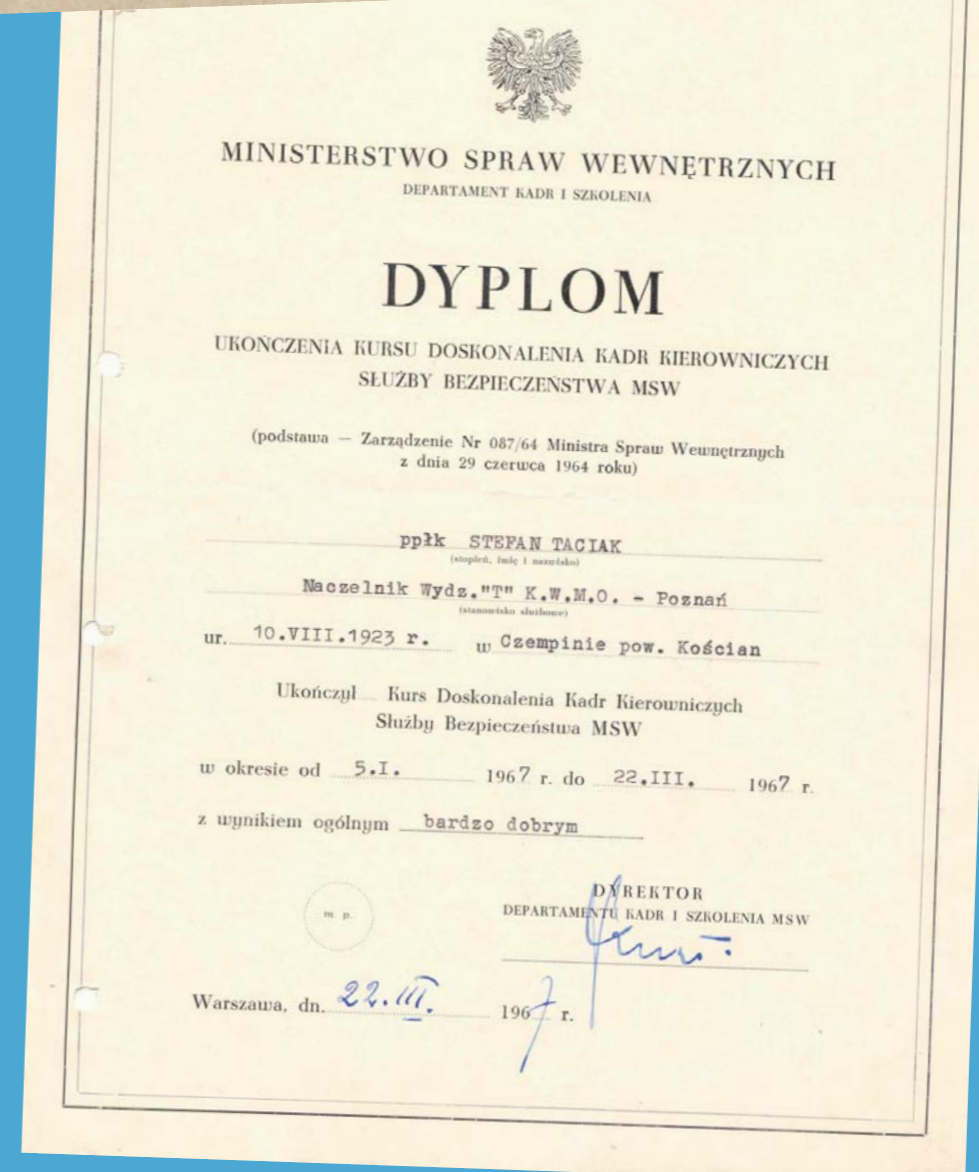 MINISTERSTWO SPRAW WEWNĘTRZNYCH
DEPARTAMENT KADR I SZKOLENIA
DYPLOM
UKOŃCZENIA KURSU DOSKONALENIA KADR KIEROWNICZYCH
SŁUŻBY BEZPIECZEŃSTWA MSW
(podstawa — Zarządzenie Nr 087/64 Ministra Spraw Wewnętrznych
z dnia 29 czerwca 1964 roku)
ppłk STEFAN TACIAK
(stopień, imię i nazwisko)
Naczelnik Wydz."T" K.W.M.O. - Poznań
(stanowisko służbowe)
ur. 10.VIII.1923 r. w Czempinie pow. Kościan
Ukończył Kurs Doskonalenia Kadr Kierowniczych
Służby Bezpieczeństwa MSW
w okresie od 5.I. 1967 r. do 22.III. 1967 r.
z wynikiem ogólnym bardzo dobrym
m. p.
DYREKTOR
DEPARTAMENTU KADR I SZKOLENIA MSW
Warszawa, dn. 22.III. 1967 r.